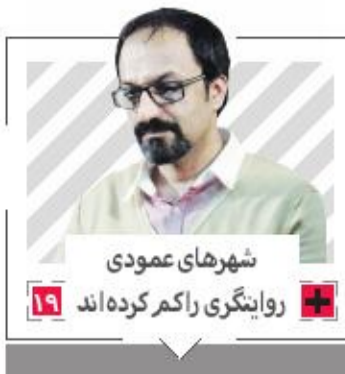 شهرهای عمودی
روایتگری را کم کرده‌اند ۱۹